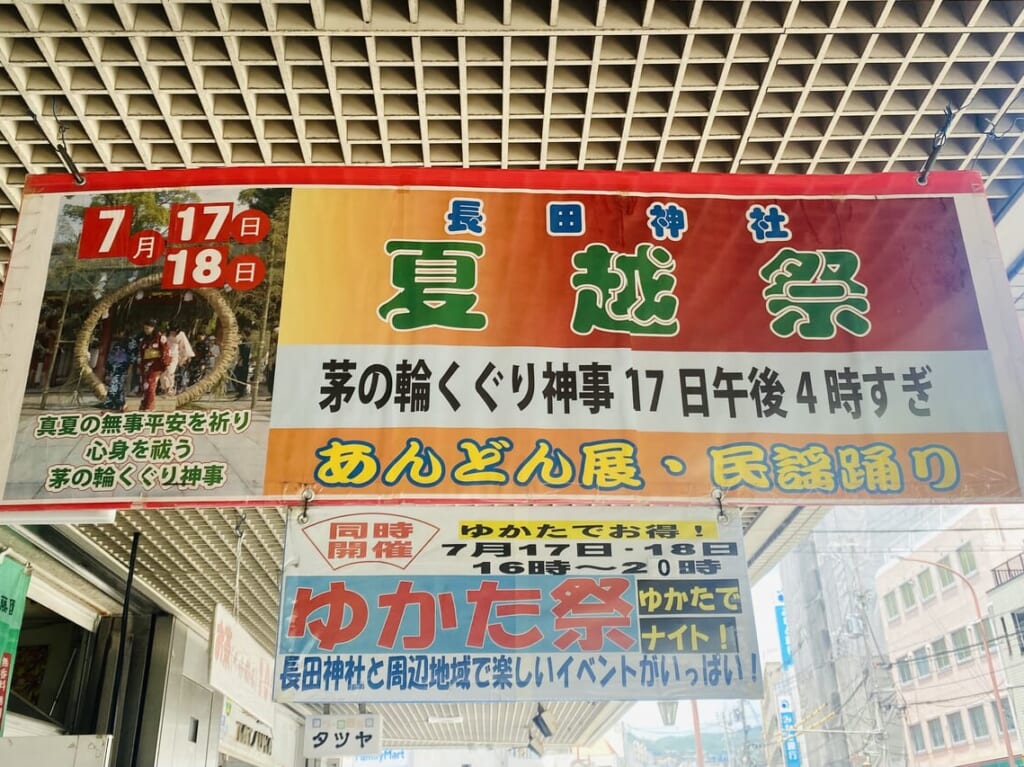 7月17日
18日
長田神社
夏越祭
茅の輪くぐり神事 17日午後4時すぎ
あんどん展・民謡踊り
真夏の無事平安を祈り
心身を祓う
茅の輪くぐり神事
同時
開催
ゆかたでお得!
7月17日・18日
16時〜20時
ゆかた祭
ゆかたで
ナイト!
長田神社と周辺地域で楽しいイベントがいっぱい!
タツヤ
FamilyMart